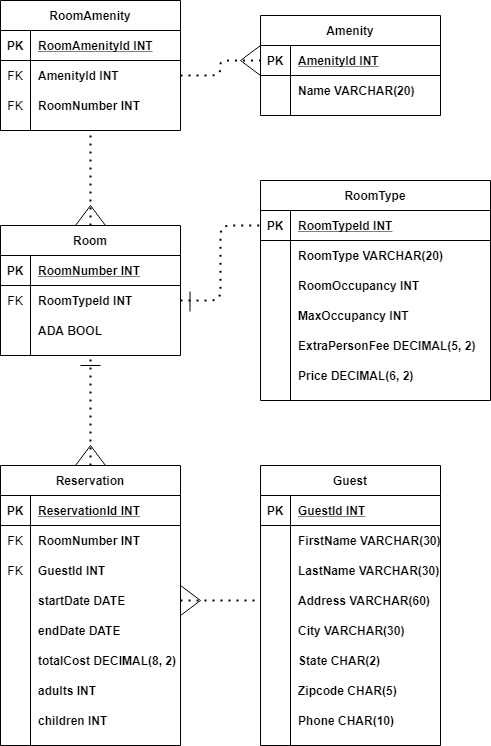 RoomAmenity
PK RoomAmenityId INT
FK AmenityId INT
FK RoomNumber INT
Amenity
PK AmenityId INT
Name VARCHAR(20)
Room
PK RoomNumber INT
FK RoomTypeId INT
ADA BOOL
RoomType
PK RoomTypeId INT
RoomType VARCHAR(20)
RoomOccupancy INT
MaxOccupancy INT
ExtraPersonFee DECIMAL(5, 2)
Price DECIMAL(6, 2)
Reservation
PK ReservationId INT
FK RoomNumber INT
FK GuestId INT
startDate DATE
endDate DATE
totalCost DECIMAL(8, 2)
adults INT
children INT
Guest
PK GuestId INT
FirstName VARCHAR(30)
LastName VARCHAR(30)
Address VARCHAR(60)
City VARCHAR(30)
State CHAR(2)
Zipcode CHAR(5)
Phone CHAR(10)